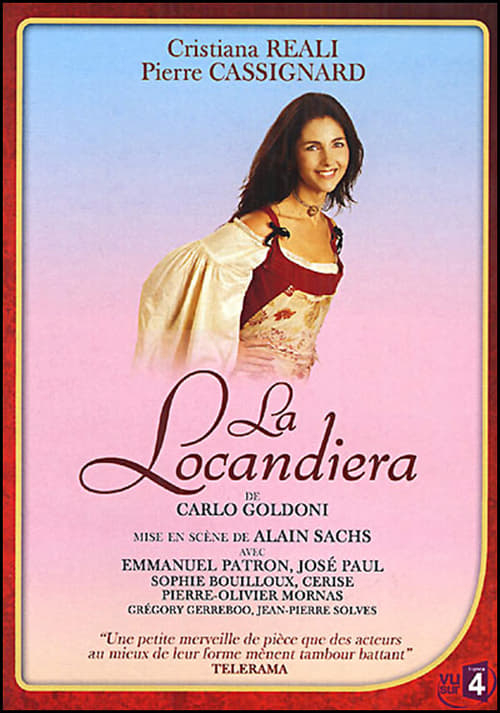 Cristiana REALI
Pierre CASSIGNARD
La
Locandiera
DE
CARLO GOLDONI
MISE EN SCÈNE DE ALAIN SACHS
AVEC
EMMANUEL PATRON, JOSÉ PAUL
SOPHIE BOUILLOUX, CERISE
PIERRE-OLIVIER MORNAS
GRÉGORY GERREBOO, JEAN-PIERRE SOLVES
"Une petite merveille de pièce que des acteurs
au mieux de leur forme mènent tambour battant"
TELERAMA
VU
sur
4